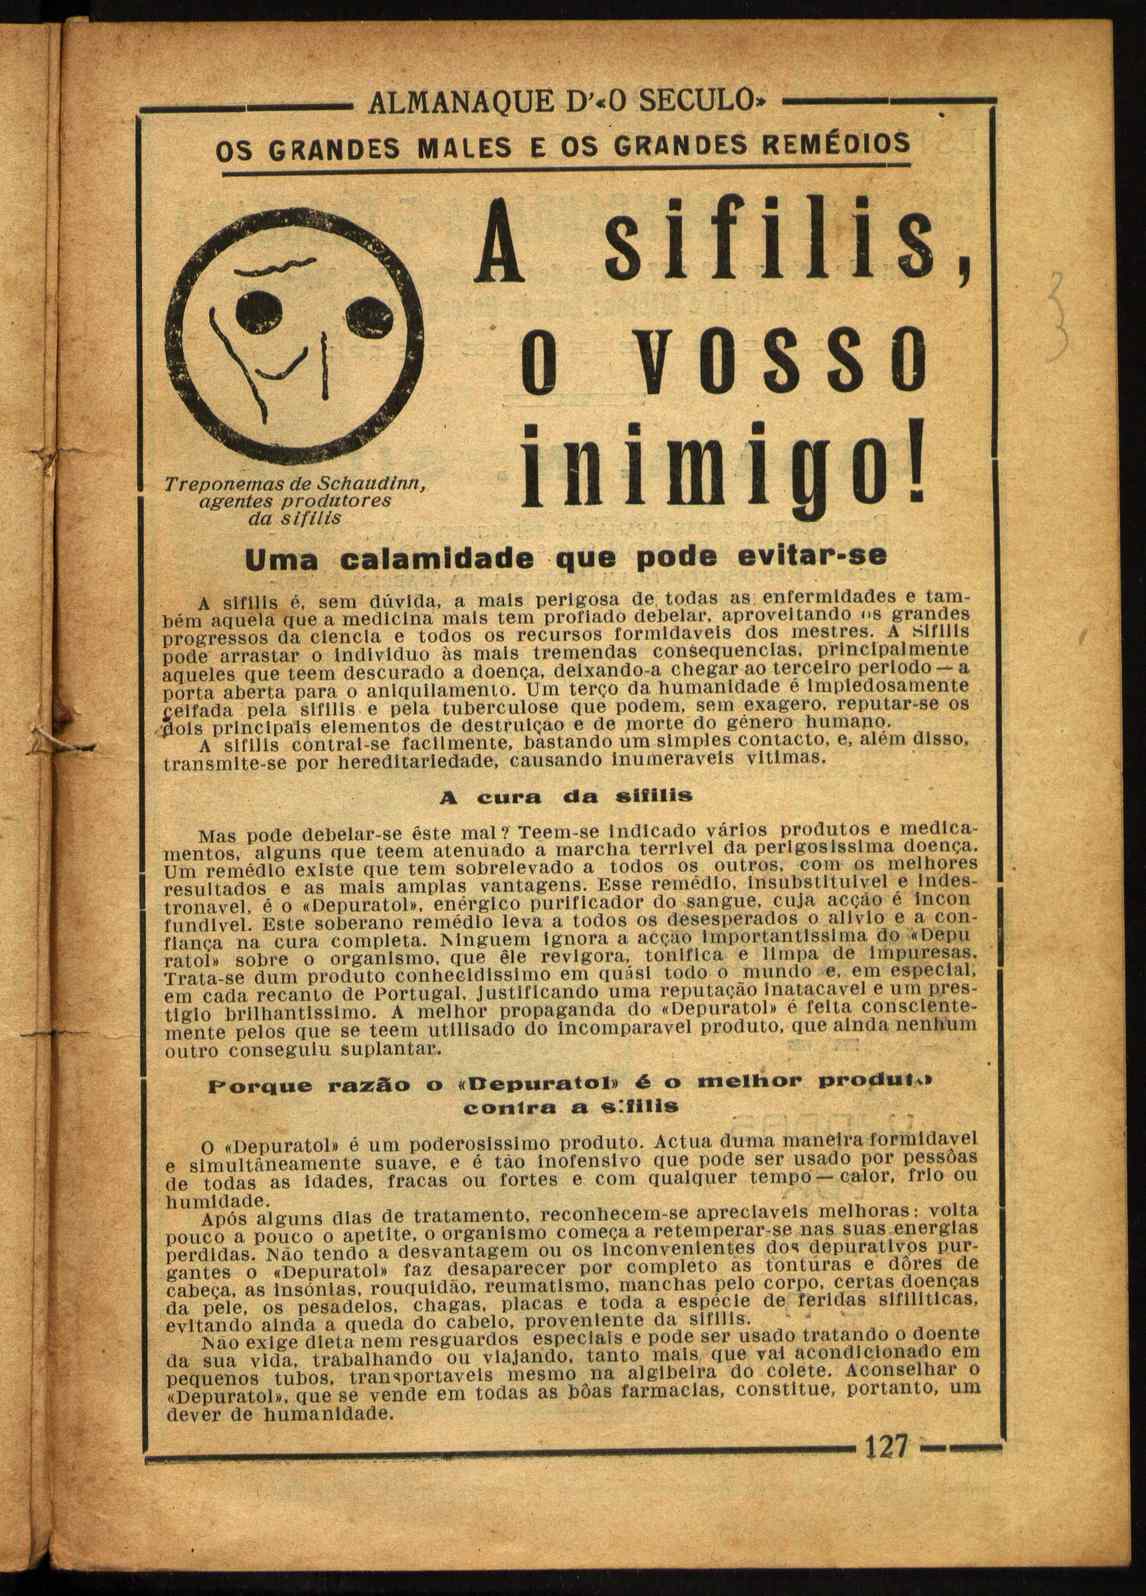 ALMANAQUE D'«O SECULO»
OS GRANDES MALES E OS GRANDES REMÉDIOS
A sifilis,
o vosso
inimigo!
Treponemas de Schaudinn,
agentes produtores
da sifilis
Uma calamidade que pode evitar-se
A sifilis é, sem dúvida, a mais perigosa de todas as enfermidades e tam-
bém aquela que a medicina mais tem profiado debelar, aproveitando os grandes
progressos da ciencia e todos os recursos formidaveis dos mestres. A Sifilis
pode arrastar o individuo às mais tremendas consequencias, principalmente
aqueles que teem descurado a doença, deixando-a chegar ao terceiro periodo — a
porta aberta para o aniquilamento. Um terço da humanidade é impiedosamente
ceifada pela sifilis e pela tuberculose que podem, sem exagero, reputar-se os
dois principais elementos de destruição e de morte do género humano.
A sifilis contrai-se facilmente, bastando um simples contacto, e, além disso,
transmite-se por hereditariedade, causando inumeraveis vitimas.
A cura da sifilis
Mas pode debelar-se êste mal? Teem-se indicado vários produtos e medica-
mentos, alguns que teem atenuado a marcha terrivel da perigosissima doença.
Um remédio existe que tem sobrelevado a todos os outros, com os melhores
resultados e as mais amplas vantagens. Esse remédio, insubstituivel e indes-
tronavel, é o «Depuratol», enérgico purificador do sangue, cuja acção é incon
fundivel. Este soberano remédio leva a todos os desesperados o alivio e a con-
fiança na cura completa. Ninguem ignora a acção importantissima do «Depu
ratol» sobre o organismo, que êle revigora, tonifica e limpa de impuresas.
Trata-se dum produto conhecidissimo em quási todo o mundo e, em especial,
em cada recanto de Portugal, justificando uma reputação inatacavel e um pres-
tigio brilhantissimo. A melhor propaganda do «Depuratol» é feita consciente-
mente pelos que se teem utilisado do incomparavel produto, que ainda nenhum
outro conseguiu suplantar.
Porque razão o «Depuratol» é o melhor produto
contra a sifilis
O «Depuratol» é um poderosissimo produto. Actua duma maneira formidavel
e simultâneamente suave, e é tão inofensivo que pode ser usado por pessôas
de todas as idades, fracas ou fortes e com qualquer tempo — calor, frio ou
humidade.
Após alguns dias de tratamento, reconhecem-se apreciaveis melhoras: volta
pouco a pouco o apetite, o organismo começa a retemperar-se nas suas energias
perdidas. Não tendo a desvantagem ou os inconvenientes dos depurativos pur-
gantes o «Depuratol» faz desaparecer por completo as tonturas e dôres de
cabeça, as insónias, rouquidão, reumatismo, manchas pelo corpo, certas doenças
da pele, os pesadelos, chagas, placas e toda a espécie de feridas sifiliticas,
evitando ainda a queda do cabelo, proveniente da sifilis.
Não exige dieta nem resguardos especiais e pode ser usado tratando o doente
da sua vida, trabalhando ou viajando, tanto mais que vai acondicionado em
pequenos tubos, transportaveis mesmo na algibeira do colete. Aconselhar o
«Depuratol», que se vende em todas as bôas farmacias, constitue, portanto, um
dever de humanidade.
127
3